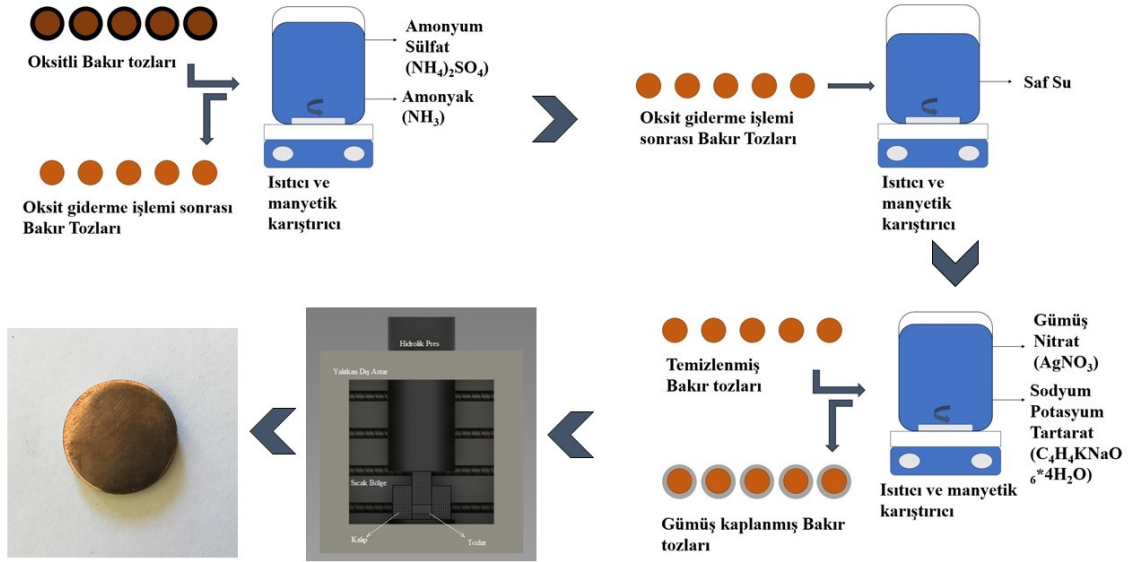 Oksitli Bakır tozları
Amonyum
Sülfat
(NH4)2SO4)
Amonyak
(NH3)
Oksit giderme işlemi sonrası
Bakır Tozları
Isıtıcı ve
manyetik
karıştırıcı
Oksit giderme işlemi
sonrası Bakır Tozları
Saf Su
Isıtıcı ve
manyetik
karıştırıcı
Temizlenmiş
Bakır tozları
Gümüş
Nitrat
(AgNO3)
Sodyum
Potasyum
Tartarat
(C4H4KNaO
6*4H2O)
Gümüş kaplanmış Bakır
tozları
Isıtıcı ve manyetik
karıştırıcı
Hidrolik Pres
Yalıtkan Dış Astar
Sıcak Bölge
Kalıp
Tozlar